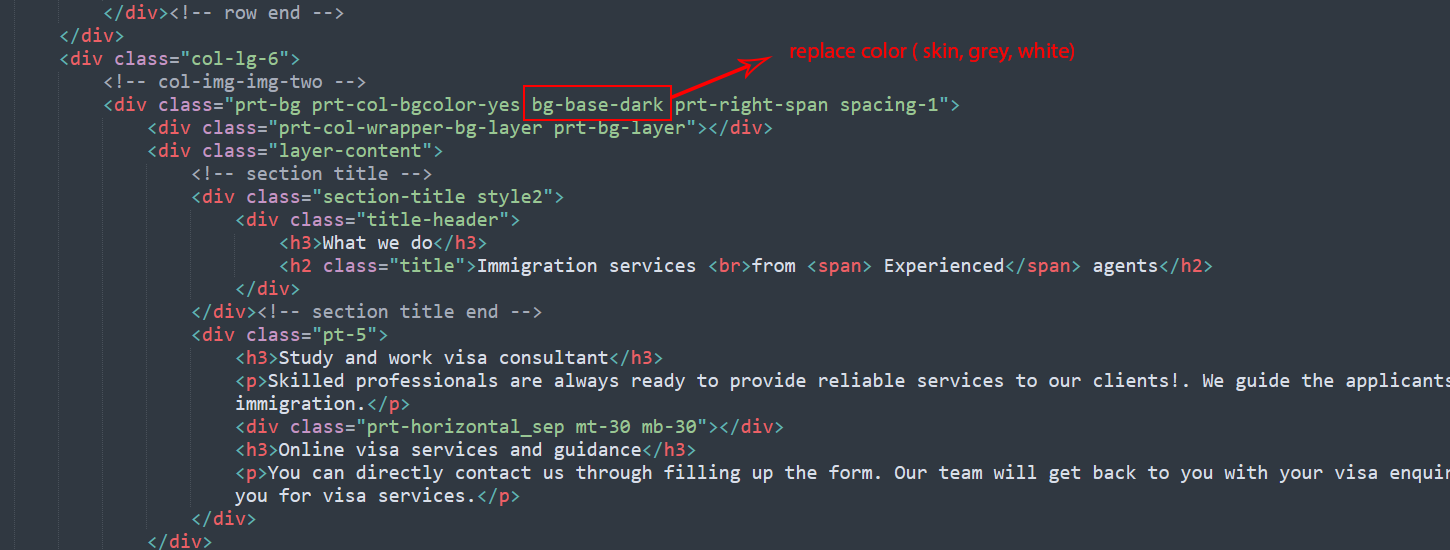 </div><!-- row end -->
</div>
<div class="col-lg-6">
replace color ( skin, grey, white)
<!-- col-img-img-two -->
<div class="prt-bg prt-col-bgcolor-yes bg-base-dark prt-right-span spacing-1">
<div class="prt-col-wrapper-bg-layer prt-bg-layer"></div>
<div class="layer-content">
<!-- section title -->
<div class="section-title style2">
<div class="title-header">
<h3>What we do</h3>
<h2 class="title">Immigration services <br>from <span> Experienced</span> agents</h2>
</div>
</div><!-- section title end -->
<div class="pt-5">
<h3>Study and work visa consultant</h3>
<p>Skilled professionals are always ready to provide reliable services to our clients!. We guide the applicants
immigration.</p>
<div class="prt-horizontal_sep mt-30 mb-30"></div>
<h3>Online visa services and guidance</h3>
<p>You can directly contact us through filling up the form. Our team will get back to you with your visa enquir
you for visa services.</p>
</div>
</div>